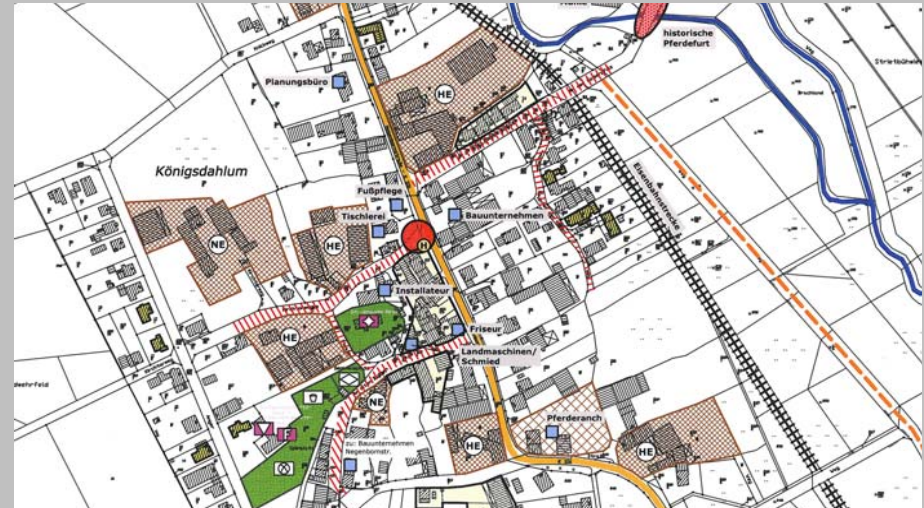 historische
Pferdefurt
Planungsbüro
HE
Königsdahlum
Fußpflege
Tischlerei
Bauunternehmen
Eisenbahnstrecke
NE
HE
H
Installateur
HE
Friseur
Landmaschinen/
Schmied
NE
Pferderanch
HE
HE
zu: Bauunternehmen
Negenbornstr.
F